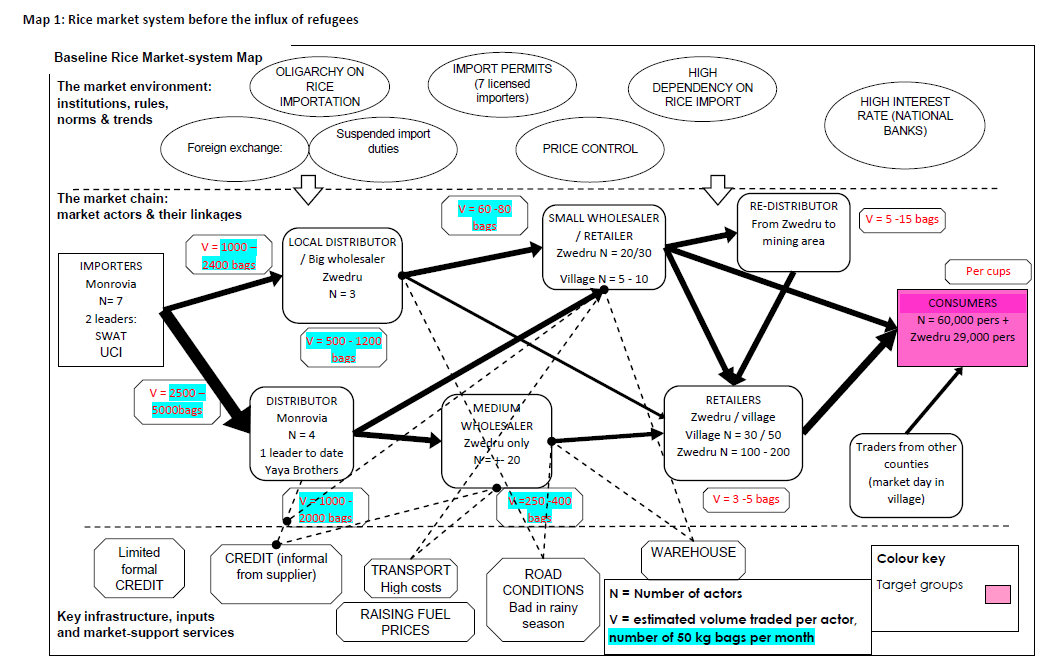 Map 1: Rice market system before the influx of refugees
Baseline Rice Market-system Map
The market environment:
institutions, rules,
norms & trends
OLIGARCHY ON
RICE
IMPORTATION
IMPORT PERMITS
(7 licensed
importers)
HIGH
DEPENDENCY ON
RICE IMPORT
HIGH INTEREST
RATE (NATIONAL
BANKS)
Foreign exchange:
Suspended import
duties
PRICE CONTROL
The market chain:
market actors & their linkages
V = 60 -80
bags
SMALL WHOLESALER
/ RETAILER
Zwedru N = 20/30
Village N = 5 - 10
RE-DISTRIBUTOR
From Zwedru to
mining area
V = 5 -15 bags
V = 1000 –
2400 bags
LOCAL DISTRIBUTOR
/ Big wholesaler
Zwedru
N = 3
IMPORTERS
Monrovia
N= 7
2 leaders:
SWAT
UCI
Per cups
CONSUMERS
N = 60,000 pers +
Zwedru 29,000 pers
V = 500 - 1200
bags
V = 2500 –
5000bags
DISTRIBUTOR
Monrovia
N = 4
1 leader to date
Yaya Brothers
MEDIUM
WHOLESALER
Zwedru only
N = +- 20
RETAILERS
Zwedru / village
Village N = 30 / 50
Zwedru N = 100 - 200
Traders from other
counties
(market day in
village)
V = 1000 -
2000 bags
V =250 -400
bags
V = 3 -5 bags
Limited
formal
CREDIT
CREDIT (informal
from supplier)
TRANSPORT
High costs
ROAD
CONDITIONS
Bad in rainy
season
WAREHOUSE
RAISING FUEL
PRICES
Key infrastructure, inputs
and market-support services
N = Number of actors
V = estimated volume traded per actor,
number of 50 kg bags per month
Colour key
Target groups